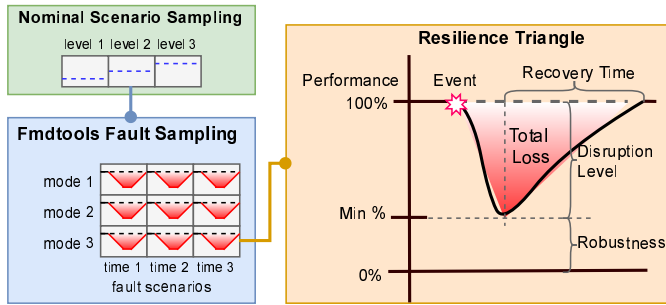 Nominal Scenario Sampling
level 1 level 2 level 3
Fmdtools Fault Sampling
mode 1
mode 2
mode 3
time 1 time 2 time 3
fault scenarios
Resilience Triangle
Recovery Time
Performance Event
100%
Total
Loss
Disruption
Level
Min %
Robustness
0%